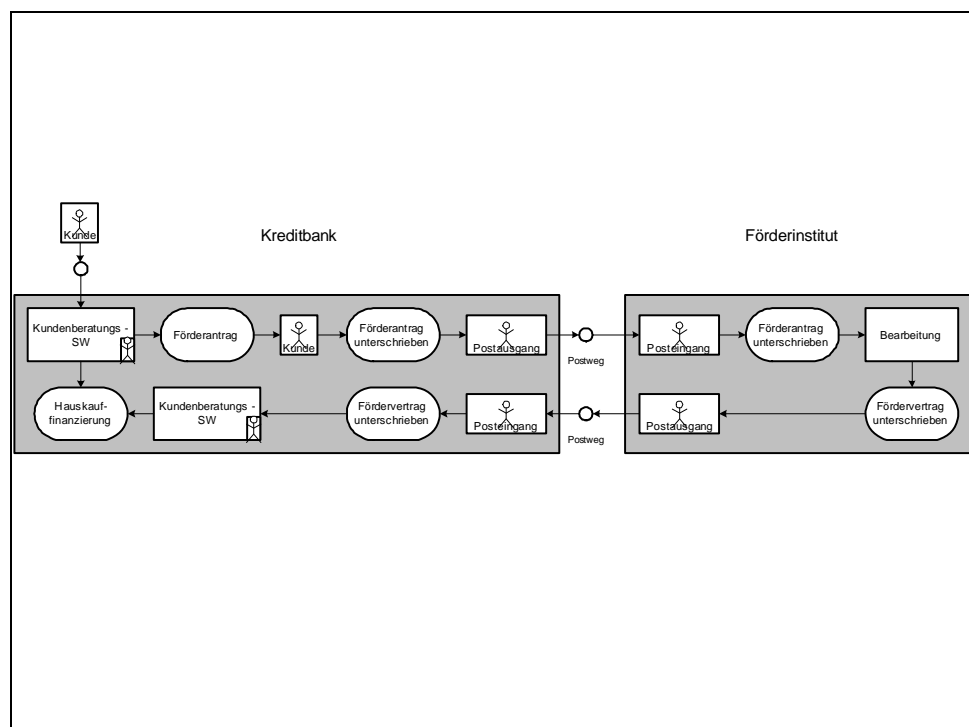 Kunde
Kreditbank
Förderinstitut
Kundenberatungs -
SW
Förderantrag
Kunde
Förderantrag
unterschrieben
Postausgang
Postweg
Posteingang
Förderantrag
unterschrieben
Bearbeitung
Hauskauf-
finanzierung
Kundenberatungs -
SW
Fördervertrag
unterschrieben
Posteingang
Postweg
Postausgang
Fördervertrag
unterschrieben